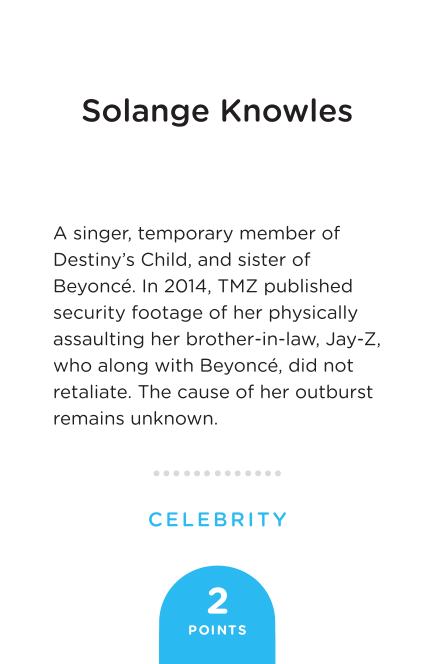 Solange Knowles
A singer, temporary member of
Destiny’s Child, and sister of
Beyoncé. In 2014, TMZ published
security footage of her physically
assaulting her brother-in-law, Jay-Z,
who along with Beyoncé, did not
retaliate. The cause of her outburst
remains unknown.
CELEBRITY
2
POINTS